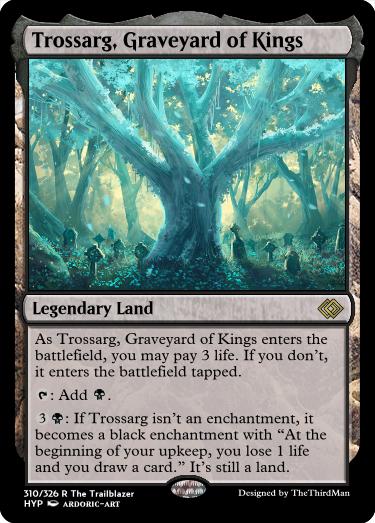 Trossarg, Graveyard of Kings
Legendary Land
As Trossarg, Graveyard of Kings enters the
battlefield, you may pay 3 life. If you don't,
it enters the battlefield tapped.
: Add .
3 : If Trossarg isn't an enchantment, it
becomes a black enchantment with “At the
beginning of your upkeep, you lose 1 life
and you draw a card.” It's still a land.
310/326 R The Trailblazer
Designed by TheThirdMan
HYP ARDORIC-ART